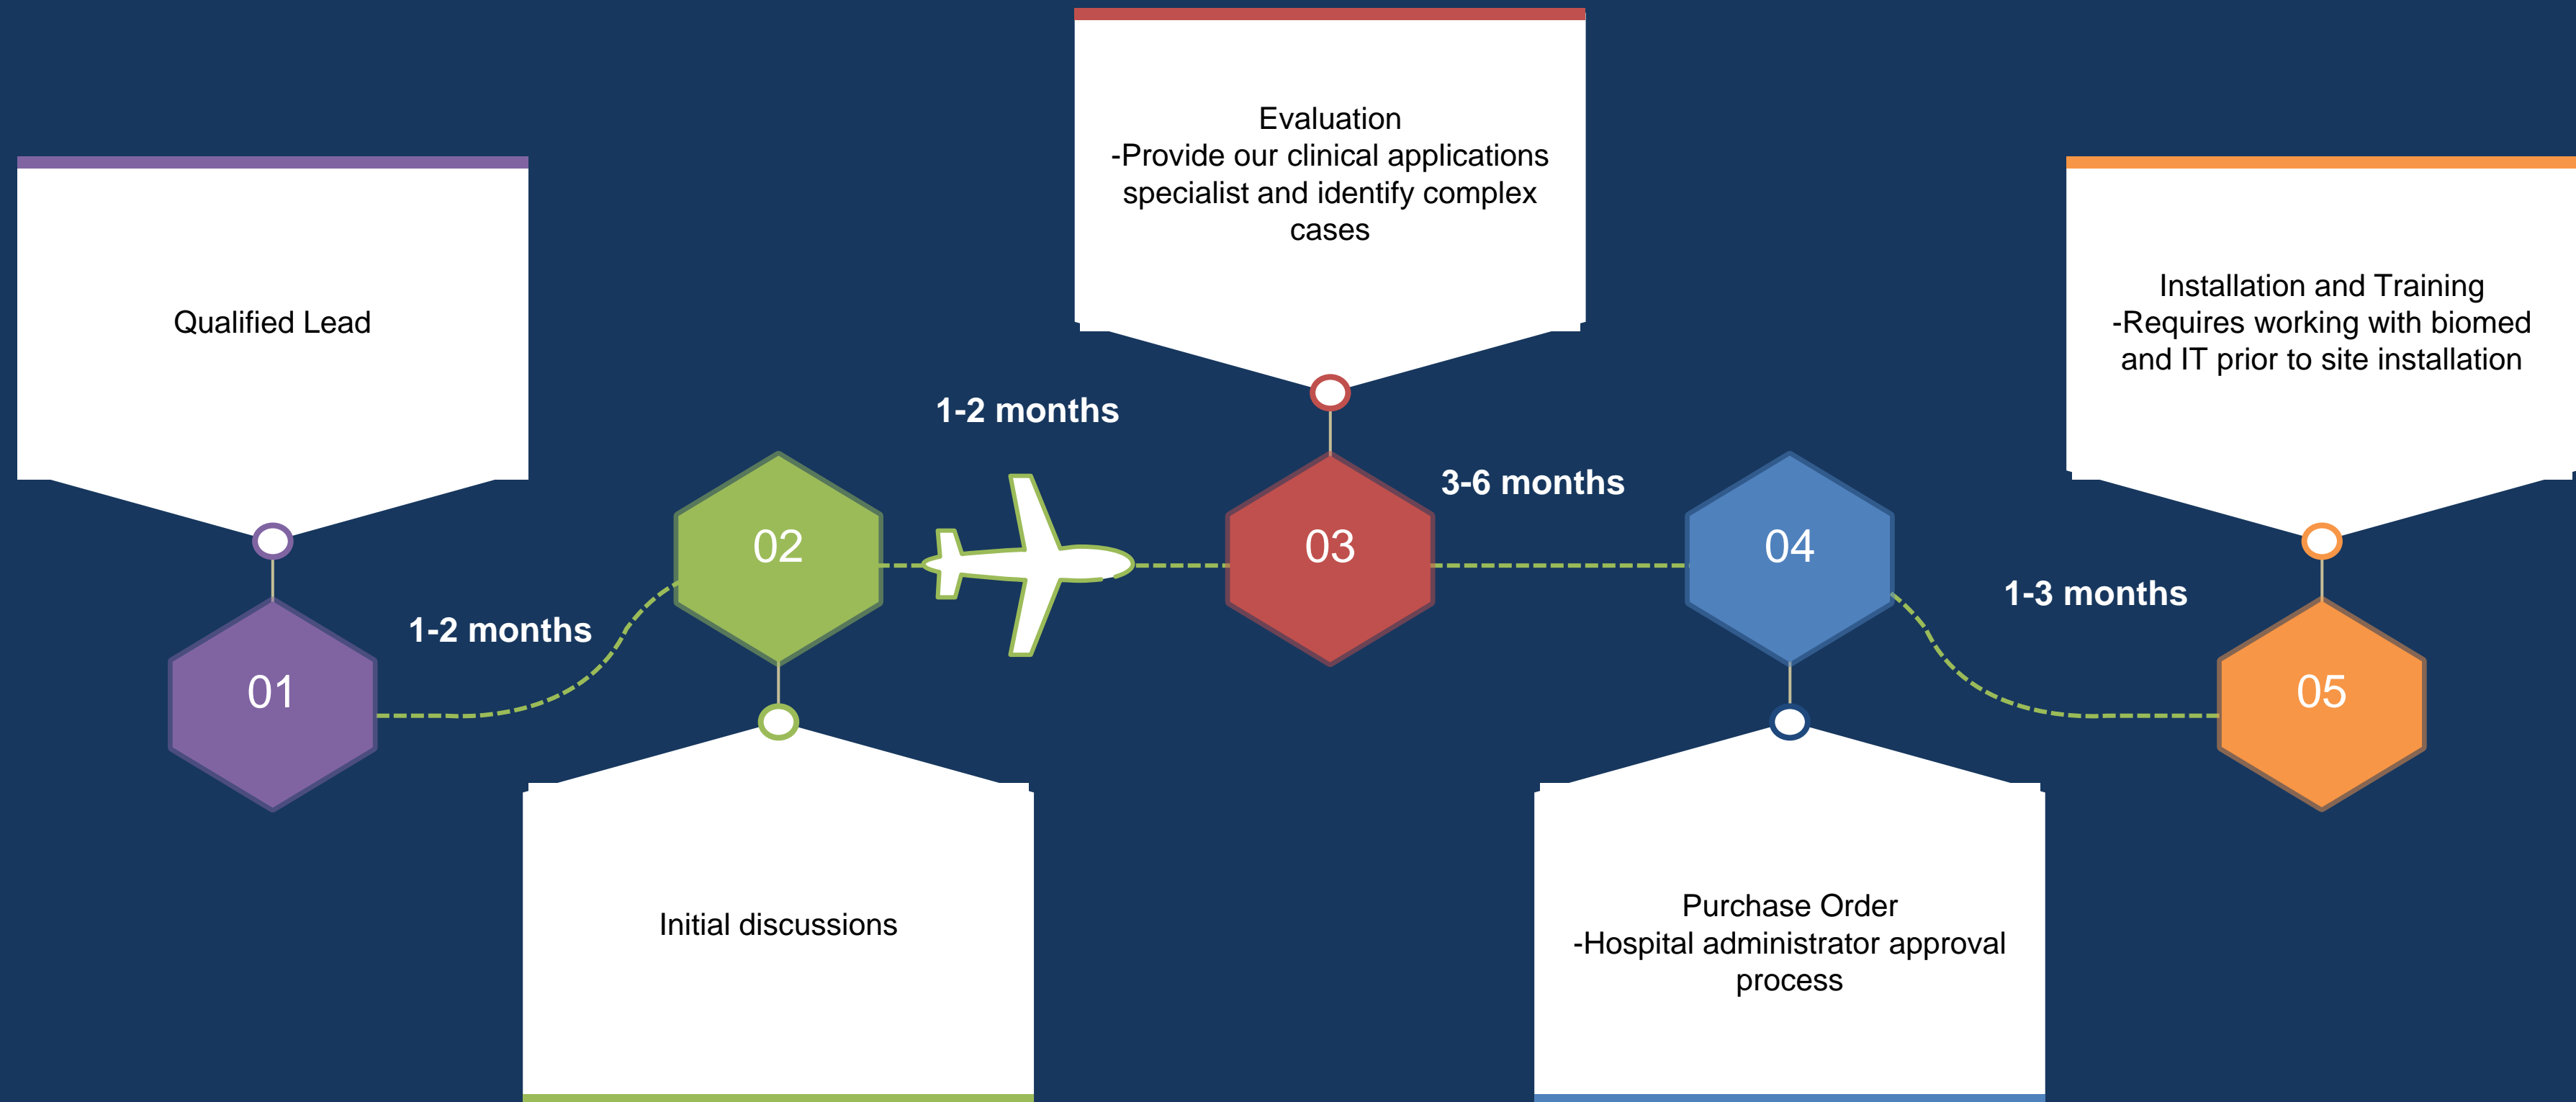 Qualified Lead
01
1-2 months
02
Initial discussions
1-2 months
Evaluation
-Provide our clinical applications
specialist and identify complex
cases
03
3-6 months
04
Purchase Order
-Hospital administrator approval
process
1-3 months
Installation and Training
-Requires working with biomed
and IT prior to site installation
05